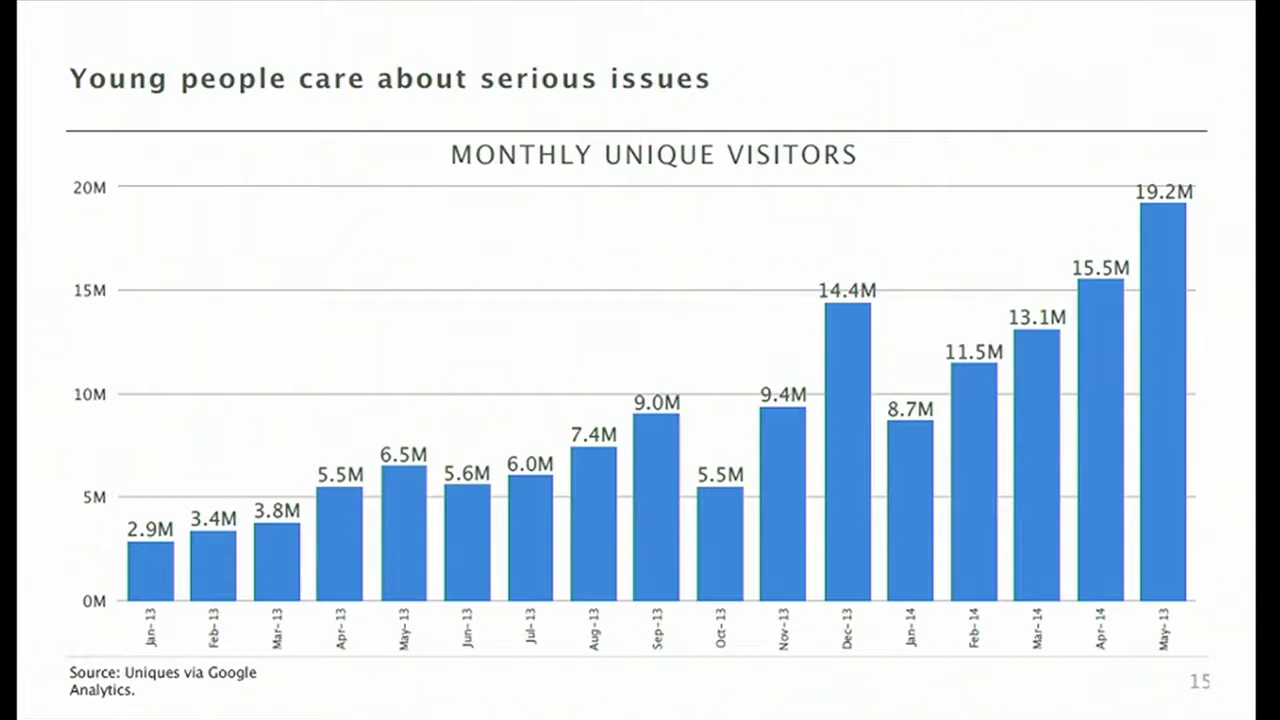 Young people care about serious issues
MONTHLY UNIQUE VISITORS
20M
15M
10M
5M
0M
2.9M
3.4M
3.8M
5.5M
6.5M
5.6M
6.0M
7.4M
9.0M
5.5M
9.4M
14.4M
8.7M
11.5M
13.1M
15.5M
19.2M
Jan-13
Feb-13
Mar-13
Apr-13
May-13
Jun-13
Jul-13
Aug-13
Sep-13
Oct-13
Nov-13
Dec-13
Jan-14
Feb-14
Mar-14
Apr-14
May-13
Source: Uniques via Google
Analytics.
15